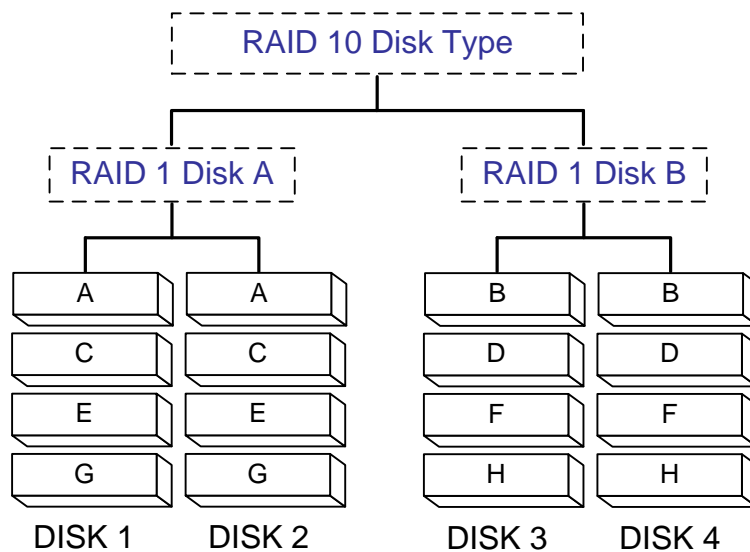 RAID 10 Disk Type
RAID 1 Disk A
RAID 1 Disk B
A
A
B
B
C
C
D
D
E
E
F
F
G
G
H
H
DISK 1
DISK 2
DISK 3
DISK 4